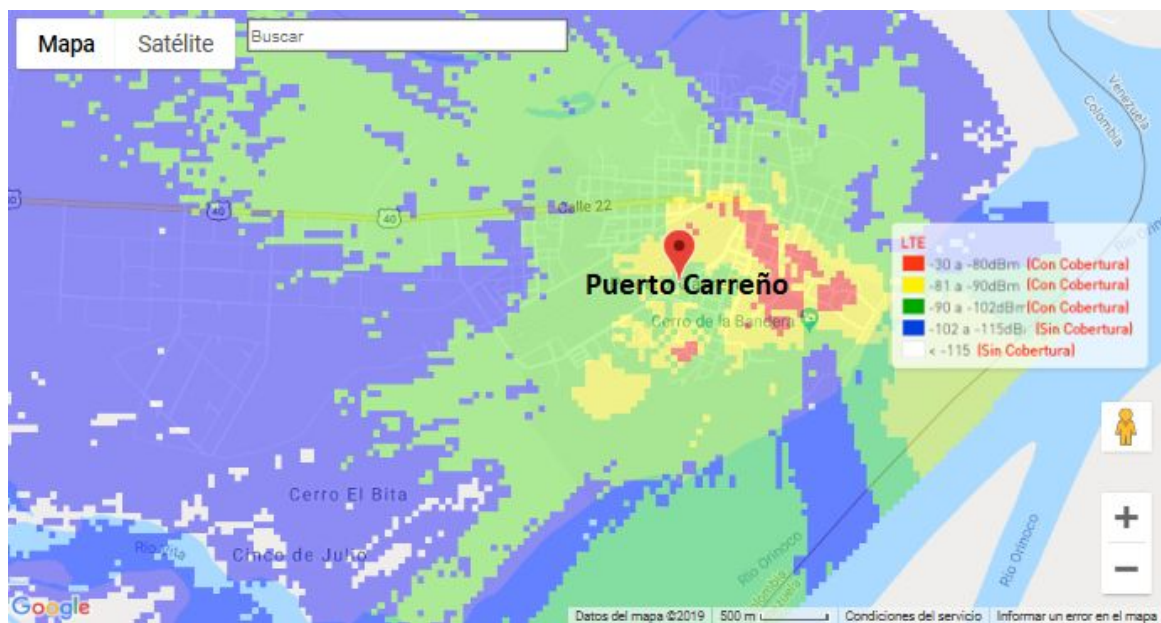 Mapa
Satélite
Buscar
Venezuela
Colombia
40
40
Calle 22
Puerto Carreño
Cerro de la Bandera
LTE
-30 a -80dBm (Con Cobertura)
-81 a -90dBm (Con Cobertura)
-90 a -102dBm (Con Cobertura)
-102 a -115dB (Sin Cobertura)
< -115 (Sin Cobertura)
Cerro El Bita
Cinco de Julio
Río Orinoco
Río Orinoco
Google
Datos del mapa ©2019
500 m
Condiciones del servicio
Informar un error en el mapa